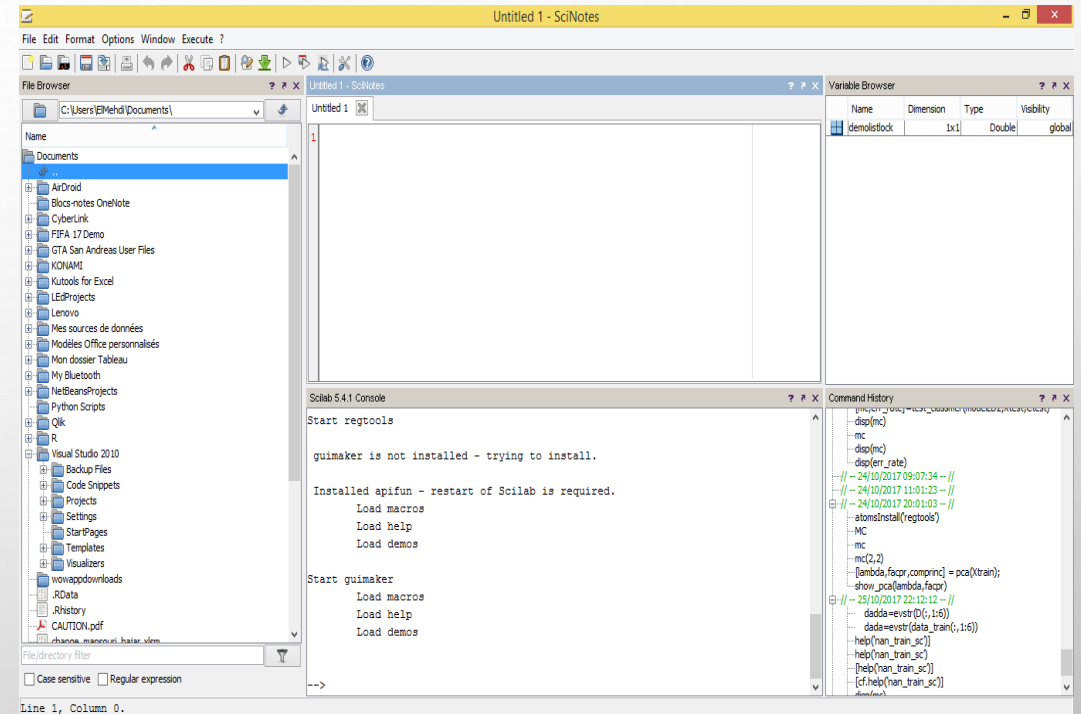 Untitled 1 - SciNotes
File Edit Format Options Window Execute ?
File Browser
C:\Users\ElMehdi\Documents\
Name
Documents
..
AirDroid
Blocs-notes OneNote
CyberLink
FIFA 17 Demo
GTA San Andreas User Files
KONAMI
Kutools for Excel
LEdProjects
Lenovo
Mes sources de données
Modèles Office personnalisés
Mon dossier Tableau
My Bluetooth
NetBeansProjects
Python Scripts
Qlik
R
Visual Studio 2010
Backup Files
Code Snippets
Projects
Settings
StartPages
Templates
Visualizers
wowappdownloads
.RData
.Rhistory
CAUTION.pdf
change_mansouri_hajar.xlsm
File/directory filter
Case sensitive Regular expression
Untitled 1 - SciNotes
Untitled 1
1
Scilab 5.4.1 Console
Start regtools
guimaker is not installed - trying to install.
Installed apifun - restart of Scilab is required.
Load macros
Load help
Load demos
Start guimaker
Load macros
Load help
Load demos
-->
Variable Browser
Name Dimension Type Visibility
demolistlock 1x1 Double global
Command History
disp(mc)
mc
disp(mc)
disp(err_rate)
// -- 24/10/2017 09:07:34 -- //
// -- 24/10/2017 11:01:23 -- //
// -- 24/10/2017 20:01:03 -- //
atomsInstall('regtools')
MC
mc
mc(2,2)
[lambda,facpr,comprinc] = pca(Xtrain);
show_pca(lambda,facpr)
// -- 25/10/2017 22:12:12 -- //
dadda=evstr(D(:,1:6))
dada=evstr(data_train(:,1:6))
help('nan_train_sc')]
help('nan_train_sc')
[help('nan_train_sc')]
[cf.help('nan_train_sc')]
disp(mc)
Line 1, Column 0.